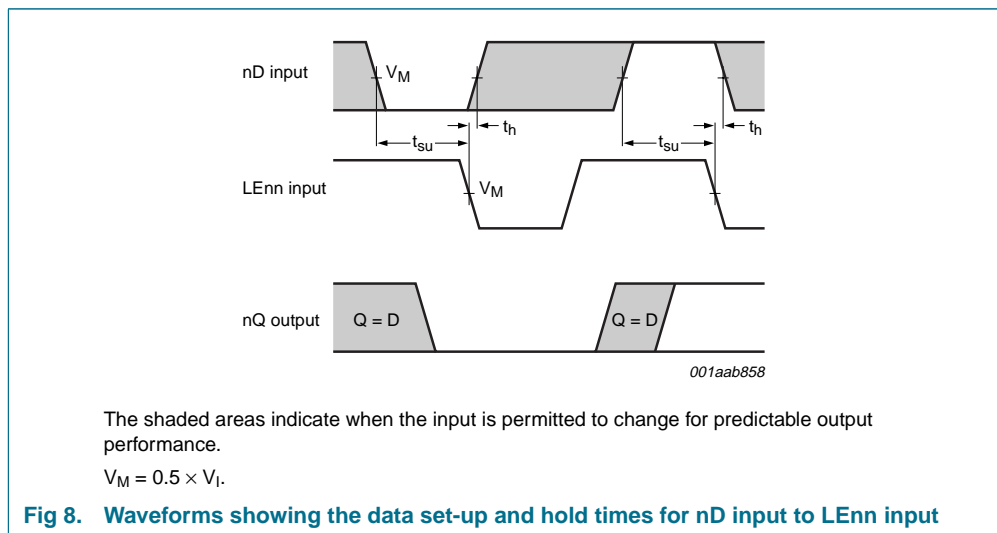 nD input
V_M
t_h
t_h
t_su
t_su
LEnn input
V_M
nQ output
Q = D
Q = D
001aab858
The shaded areas indicate when the input is permitted to change for predictable output
performance.
V_M = 0.5 × V_I.
Fig 8. Waveforms showing the data set-up and hold times for nD input to LEnn input